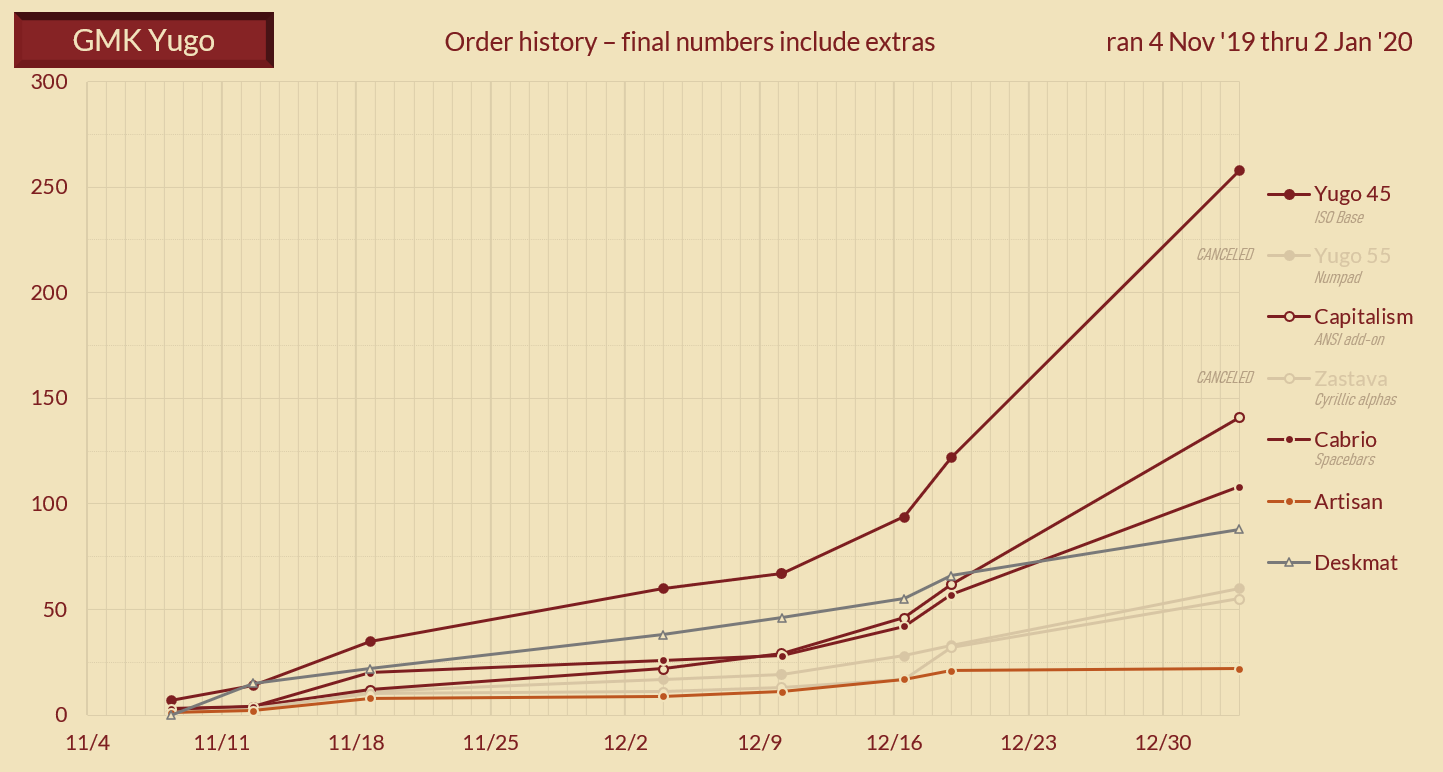 GMK Yugo
Order history – final numbers include extras
ran 4 Nov '19 thru 2 Jan '20
300
250
200
150
100
50
0
11/4 11/11 11/18 11/25 12/2 12/9 12/16 12/23 12/30
Yugo 45
ISO Base
CANCELED Yugo 55
Numpad
Capitalism
ANSI add-on
CANCELED Zastava
Cyrillic alphas
Cabrio
Spacebars
Artisan
Deskmat